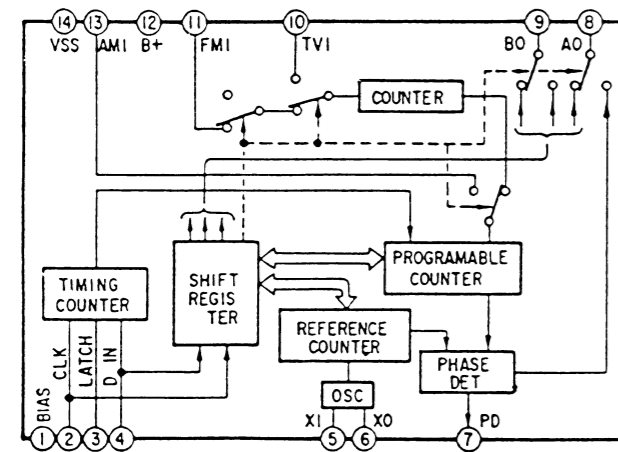 14 13 12 11 10 9 8
VSS AMI B+ FMI TVI BO AO
COUNTER
PROGRAMABLE
COUNTER
TIMING
COUNTER
SHIFT
REGIS
TER
REFERENCE
COUNTER
PHASE
DET
OSC
BIAS
CLK
LATCH
D IN
XI XO PD
1 2 3 4 5 6 7